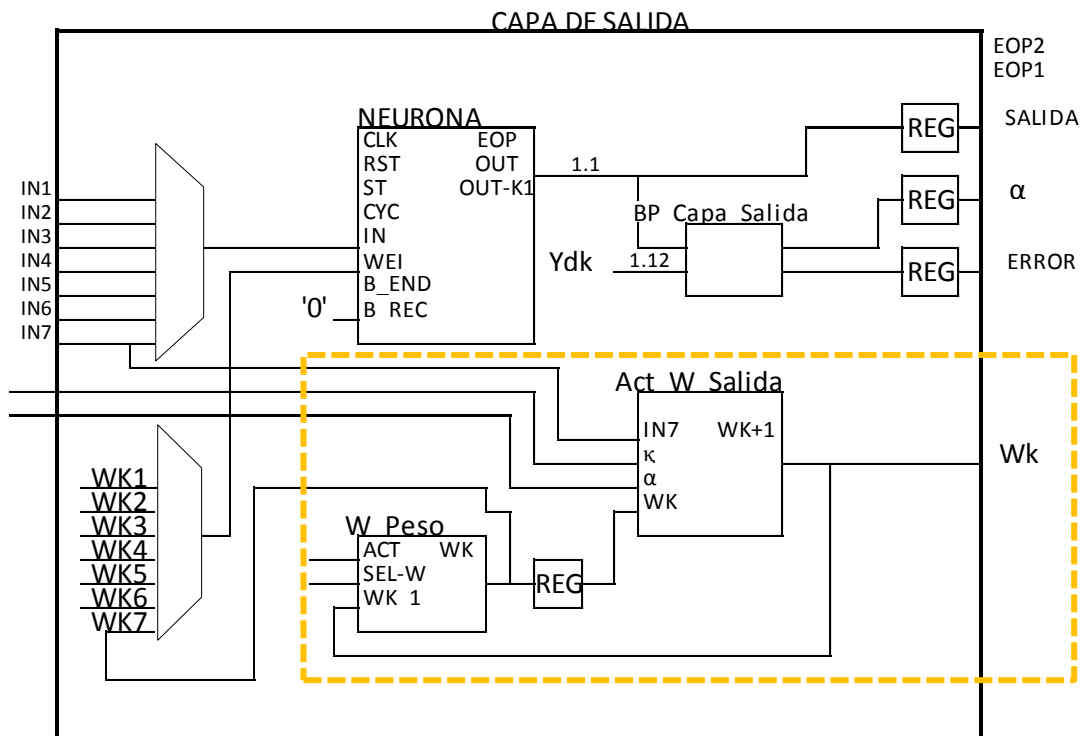 CAPA DE SALIDA
EOP2
EOP1
NEURONA
CLK EOP
RST OUT
ST OUT-K1
CYC
IN
WEI
B_END
B REC
'0'
IN1
IN2
IN3
IN4
IN5
IN6
IN7
1.1
BP Capa Salida
Ydk 1.12
REG SALIDA
REG α
REG ERROR
Act W Salida
IN7 WK+1
κ
α
WK
Wk
WK1
WK2
WK3
WK4
WK5
WK6
WK7
W Peso
ACT WK
SEL-W
WK 1
REG